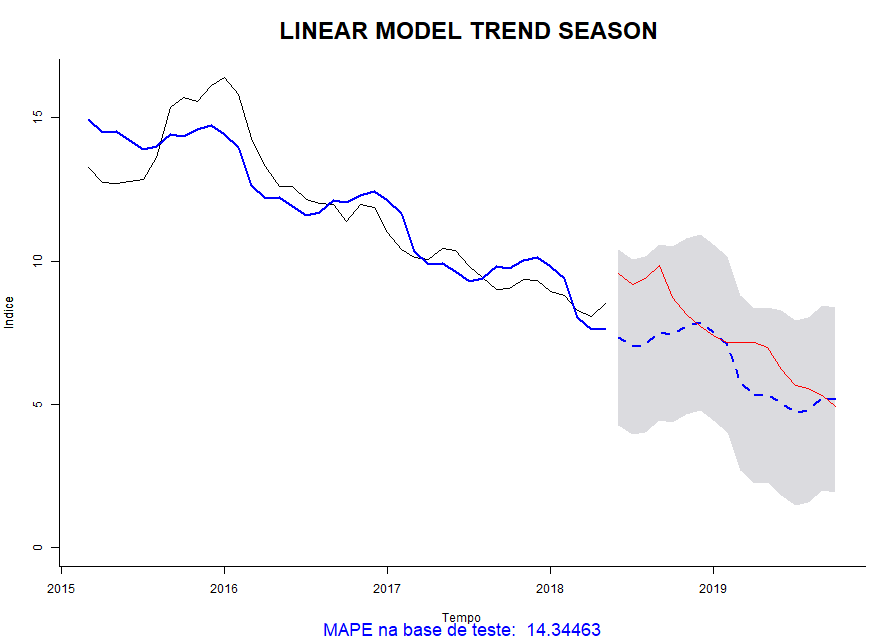 LINEAR MODEL TREND SEASON
15
10
5
0
Indice
2015 2016 2017 2018 2019
Tempo
MAPE na base de teste: 14.34463